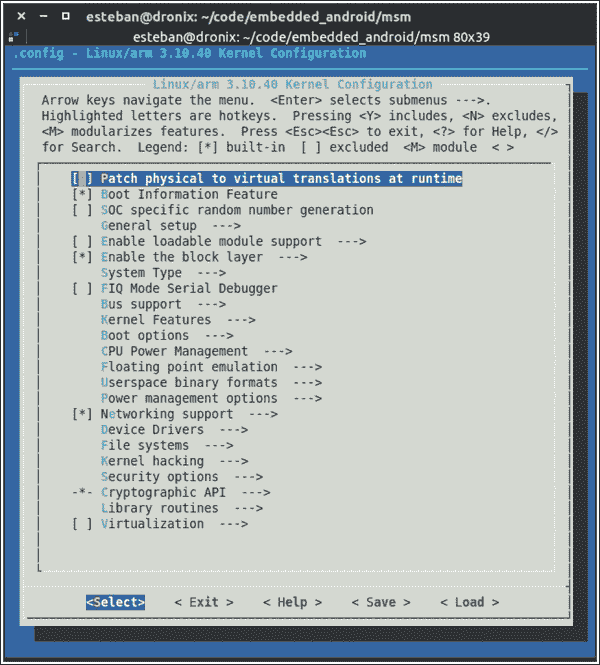 esteban@dronix: ~/code/embedded_android/msm
esteban@dronix: ~/code/embedded_android/msm 80x39
.config - Linux/arm 3.10.40 Kernel Configuration
Linux/arm 3.10.40 Kernel Configuration
Arrow keys navigate the menu.  <Enter> selects submenus --->.
Highlighted letters are hotkeys.  Pressing <Y> includes, <N> excludes,
<M> modularizes features.  Press <Esc><Esc> to exit, <?> for Help, </>
for Search.  Legend: [*] built-in  [ ] excluded  <M> module  < >
[ ] Patch physical to virtual translations at runtime
[*] Boot Information Feature
[ ] SOC specific random number generation
General setup  --->
[ ] Enable loadable module support  --->
[*] Enable the block layer  --->
System Type  --->
[ ] FIQ Mode Serial Debugger
Bus support  --->
Kernel Features  --->
Boot options  --->
CPU Power Management  --->
Floating point emulation  --->
Userspace binary formats  --->
Power management options  --->
[*] Networking support  --->
Device Drivers  --->
File systems  --->
Kernel hacking  --->
Security options  --->
-*- Cryptographic API  --->
Library routines  --->
[ ] Virtualization  --->
<Select>    < Exit >    < Help >    < Save >    < Load >